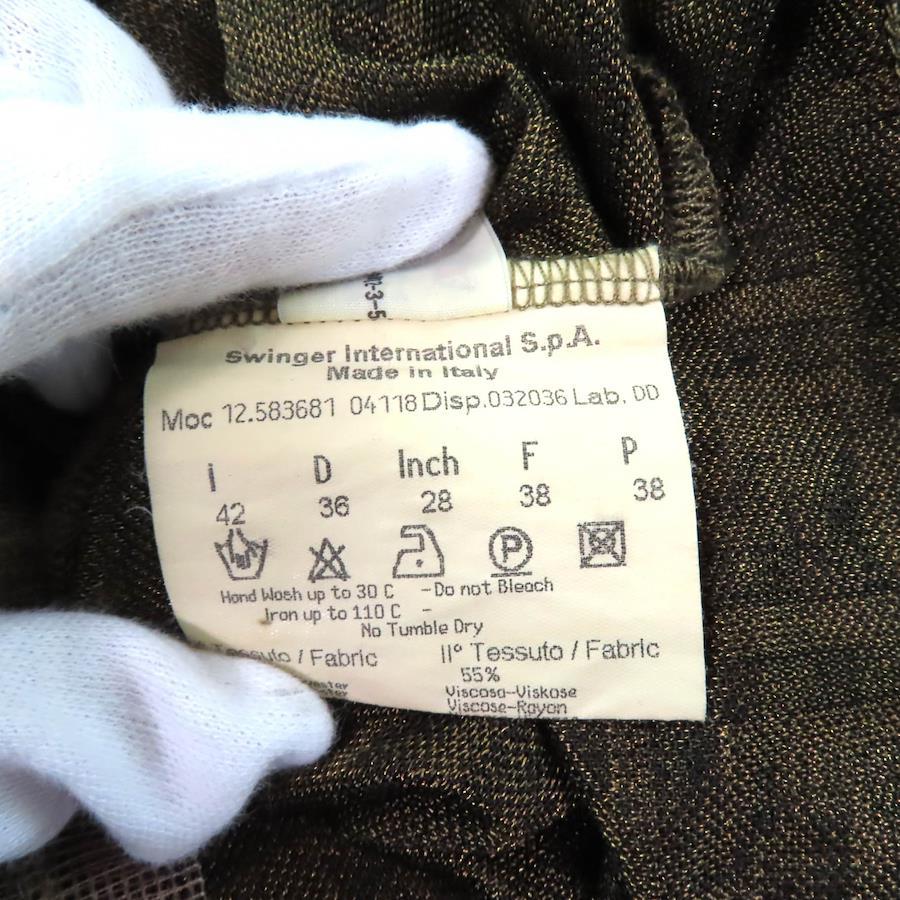 -3-5
Swinger International S.p.A.
Made in Italy
Moc 12.583681 04118 Disp.032036 Lab. DD
I D Inch F P
42 36 28 38 38
P
Hand Wash up to 30 C - Do not Bleach
Iron up to 110 C -
No Tumble Dry
Tessuto / Fabric II° Tessuto / Fabric
55%
Viscosa-Viskose
Viscose-Rayon